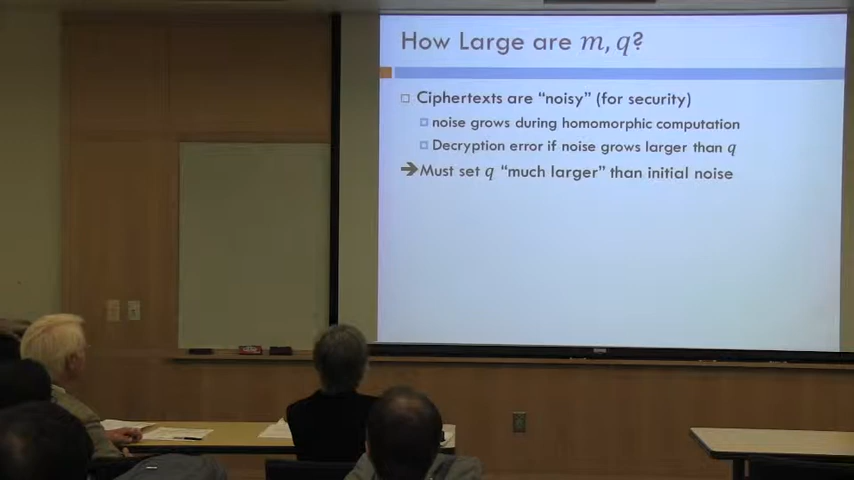 How Large are m, q?
Ciphertexts are "noisy" (for security)
noise grows during homomorphic computation
Decryption error if noise grows larger than q
➔Must set q "much larger" than initial noise